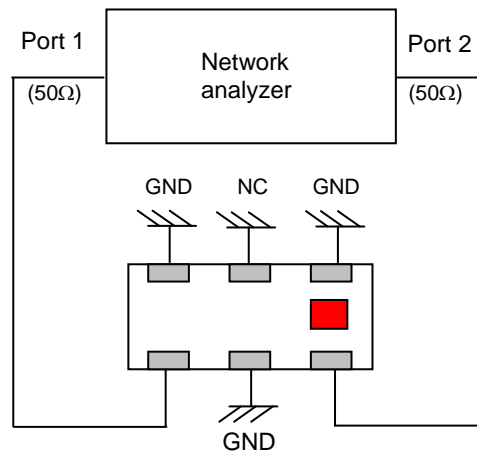 Port 1
Port 2
Network
analyzer
(50Ω)
(50Ω)
GND
NC
GND
GND